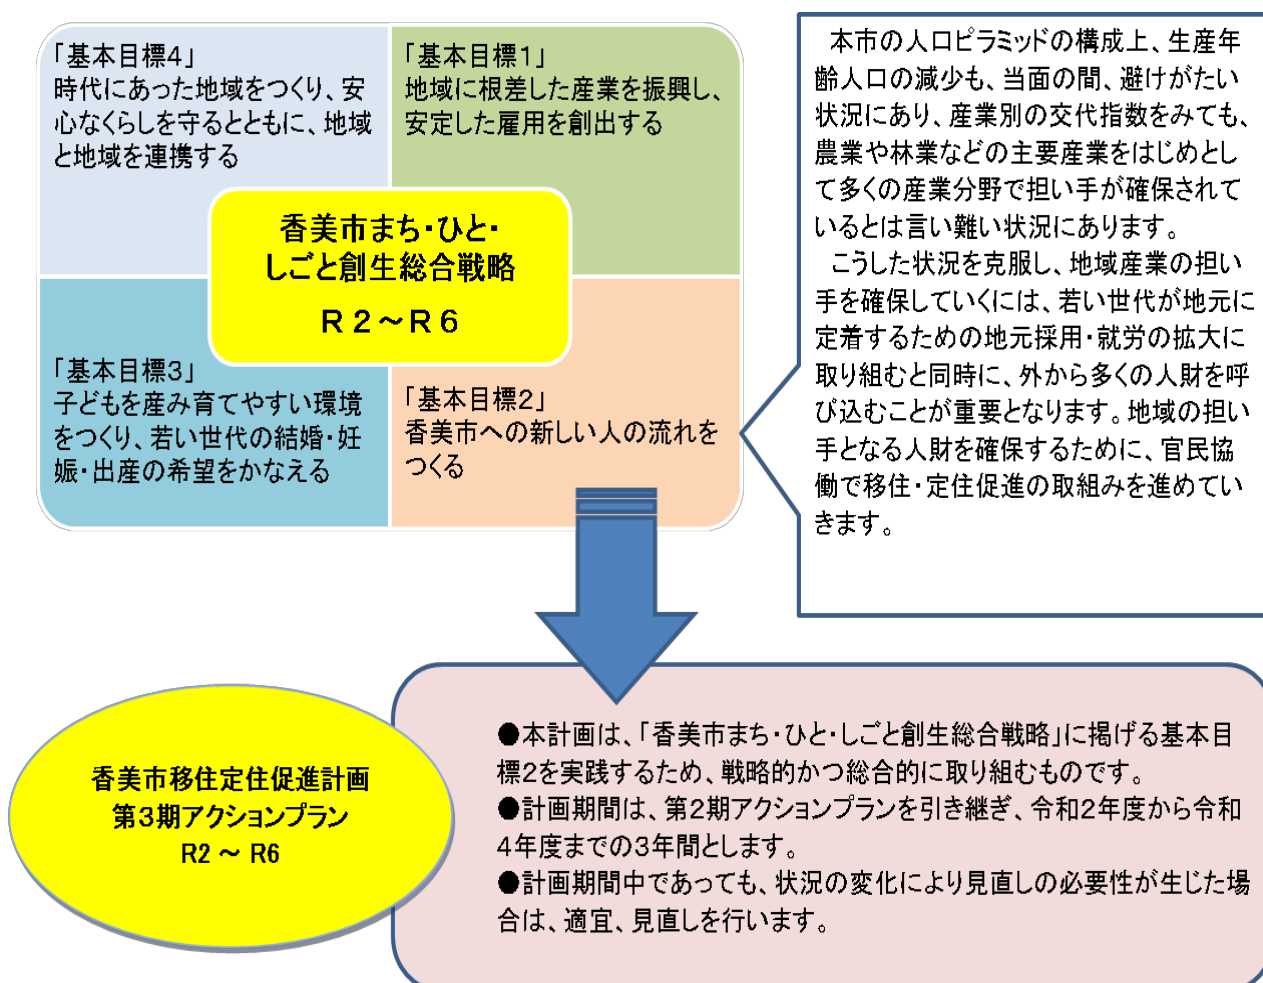 「基本目標4」
時代にあった地域をつくり、安
心なくらしを守るとともに、地域
と地域を連携する
「基本目標1」
地域に根差した産業を振興し、
安定した雇用を創出する
香美市まち・ひと・
しごと創生総合戦略
R2～R6
「基本目標3」
子どもを産み育てやすい環境
をつくり、若い世代の結婚・妊
娠・出産の希望をかなえる
「基本目標2」
香美市への新しい人の流れを
つくる
本市の人口ピラミッドの構成上、生産年
齢人口の減少も、当面の間、避けがたい
状況にあり、産業別の交代指数をみても、
農業や林業などの主要産業をはじめとし
て多くの産業分野で担い手が確保されて
いるとは言い難い状況にあります。
こうした状況を克服し、地域産業の担い
手を確保していくには、若い世代が地元に
定着するための地元採用・就労の拡大に
取り組むと同時に、外から多くの人財を呼
び込むことが重要となります。地域の担い
手となる人財を確保するために、官民協
働で移住・定住促進の取組みを進めてい
きます。
香美市移住定住促進計画
第3期アクションプラン
R2 ～ R6
●本計画は、「香美市まち・ひと・しごと創生総合戦略」に掲げる基本目
標2を実践するため、戦略的かつ総合的に取り組むものです。
●計画期間は、第2期アクションプランを引き継ぎ、令和2年度から令和
4年度までの3年間とします。
●計画期間中であっても、状況の変化により見直しの必要性が生じた場
合は、適宜、見直しを行います。